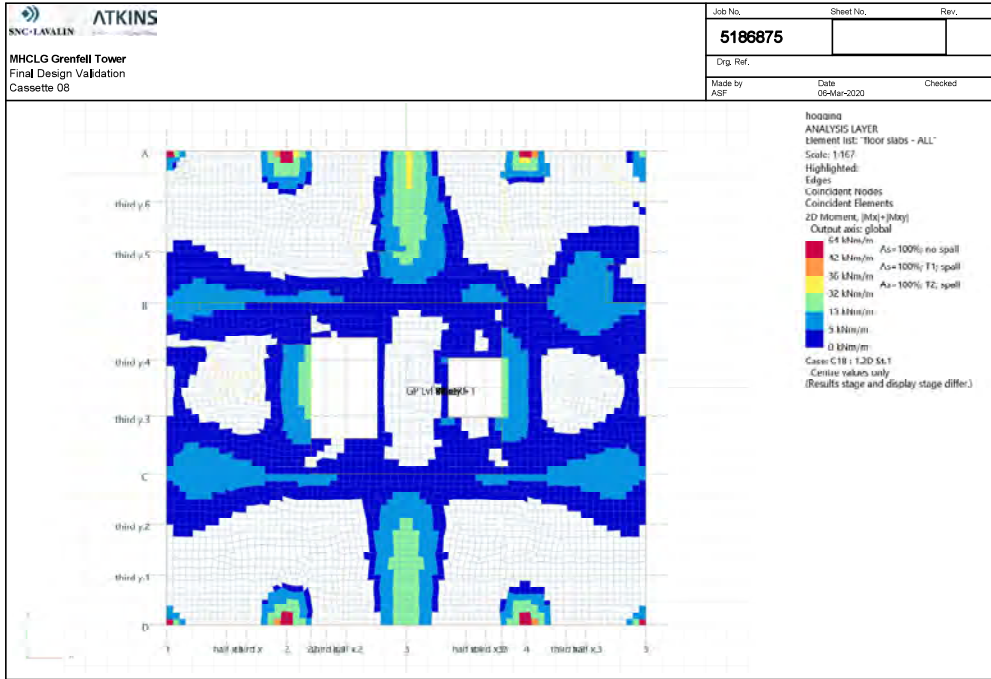 SNC·LAVALIN
ATKINS
MHCLG Grenfell Tower
Final Design Validation
Cassette 08
Job No.
Sheet No.
Rev.
5186875
Drg. Ref.
Made by
ASF
Date
06-Mar-2020
Checked
hogging
ANALYSIS LAYER
Element list: "floor slabs - ALL"
Scale: 1:167
Highlighted:
Edges
Coincident Nodes
Coincident Elements
2D Moment, |Mx|+|Mxy|
Output axis: global
64 kNm/m
As=100%; no spall
42 kNm/m
As=100%; T1; spall
36 kNm/m
As=100%; T2; spall
32 kNm/m
13 kNm/m
5 kNm/m
0 kNm/m
Case: C18 : 1.2D St.1
Centre values only
(Results stage and display stage differ.)
A
third y.6
third y.5
B
third y.4
third y.3
C
third y.2
third y.1
D
1
2
3
4
5